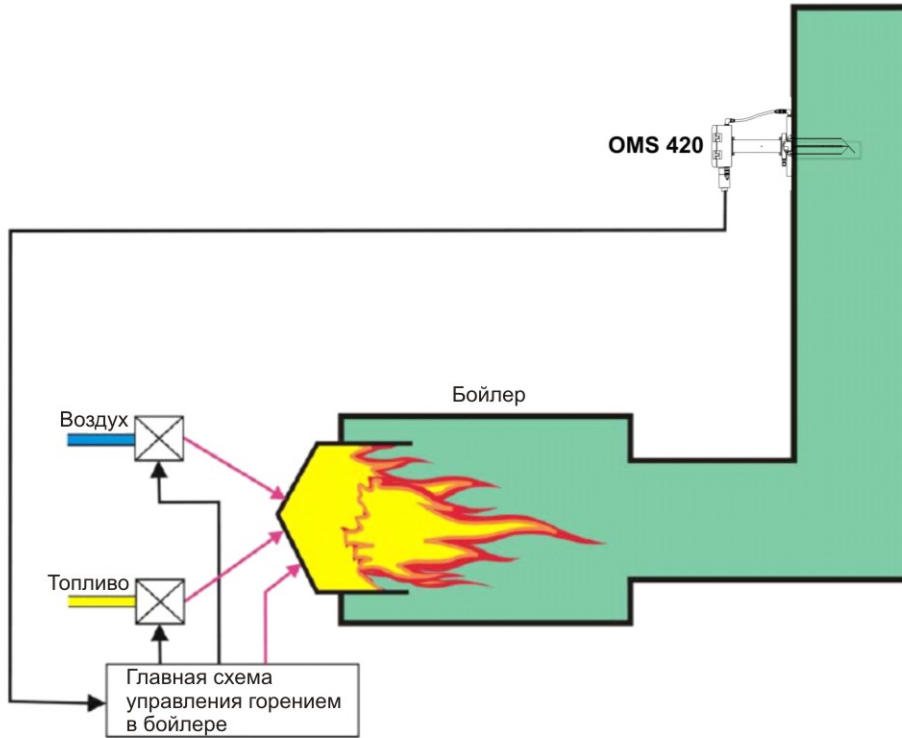 OMS 420
Бойлер
Воздух
Топливо
Главная схема
управления горением
в бойлере